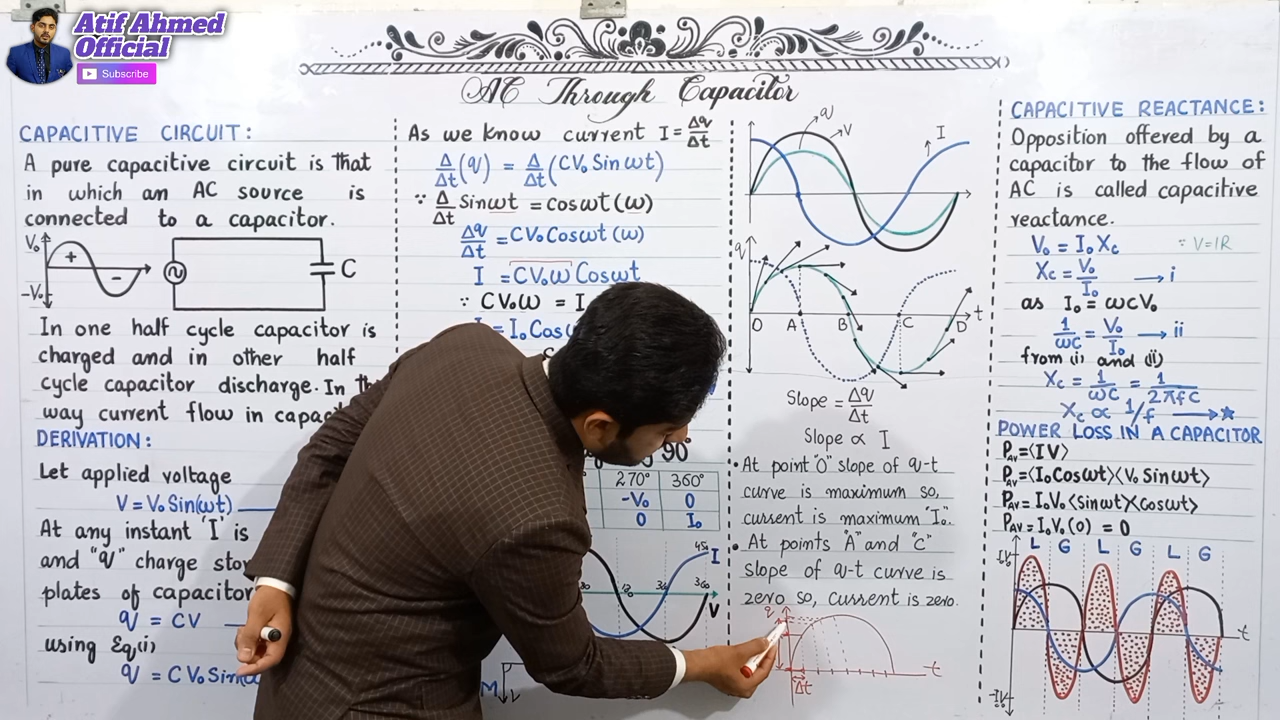 Atif Ahmed
Official
Subscribe
AC Through Capacitor
CAPACITIVE CIRCUIT:
A pure capacitive circuit is that
in which an AC source is
connected to a capacitor.
V₀
+
-
-V₀
C
In one half cycle capacitor is
charged and in other half
cycle capacitor discharge. In
way current flow in
DERIVATION:
Let applied voltage
V = V₀ Sin(ωt)
At any instant 'I' is
and "q" charge
plates of capacitor
q = CV
using Eq(i)
q = C V₀
As we know current I = Δq/Δt
Δ/Δt (q) = Δ/Δt (CV₀ Sin ωt)
∵ Δ/Δt Sinωt = cosωt (ω)
Δq/Δt = CV₀ Cosωt (ω)
I = CV₀ω Cosωt
∵ CV₀ω = I
= I₀
90°
270° 360°
-V₀ 0
0 I₀
180
360
I
V
M
q
V
I
q
O A B C D t
Slope = Δq/Δt
Slope ∝ I
• At point "O" slope of q-t
curve is maximum so,
current is maximum "I₀".
• At points "A" and "C"
slope of q-t curve is
zero so, current is zero.
q
t
Δt
CAPACITIVE REACTANCE:
Opposition offered by a
capacitor to the flow of
AC is called capacitive
reactance.
V₀ = I₀ Xc ∵ V=IR
Xc = V₀/I₀ → i
as I₀ = ωcV₀
1/ωC = V₀/I₀ → ii
from (i) and (ii)
Xc = 1/ωC = 1/2πfC
Xc ∝ 1/f → ★
POWER LOSS IN A CAPACITOR
P_AV = ⟨IV⟩
P_AV = ⟨I₀ Cosωt⟩⟨V₀ Sin ωt⟩
P_AV = I₀V₀ ⟨sinωt⟩⟨cosωt⟩
P_AV = I₀V₀ (0) = 0
L G L G L G
t